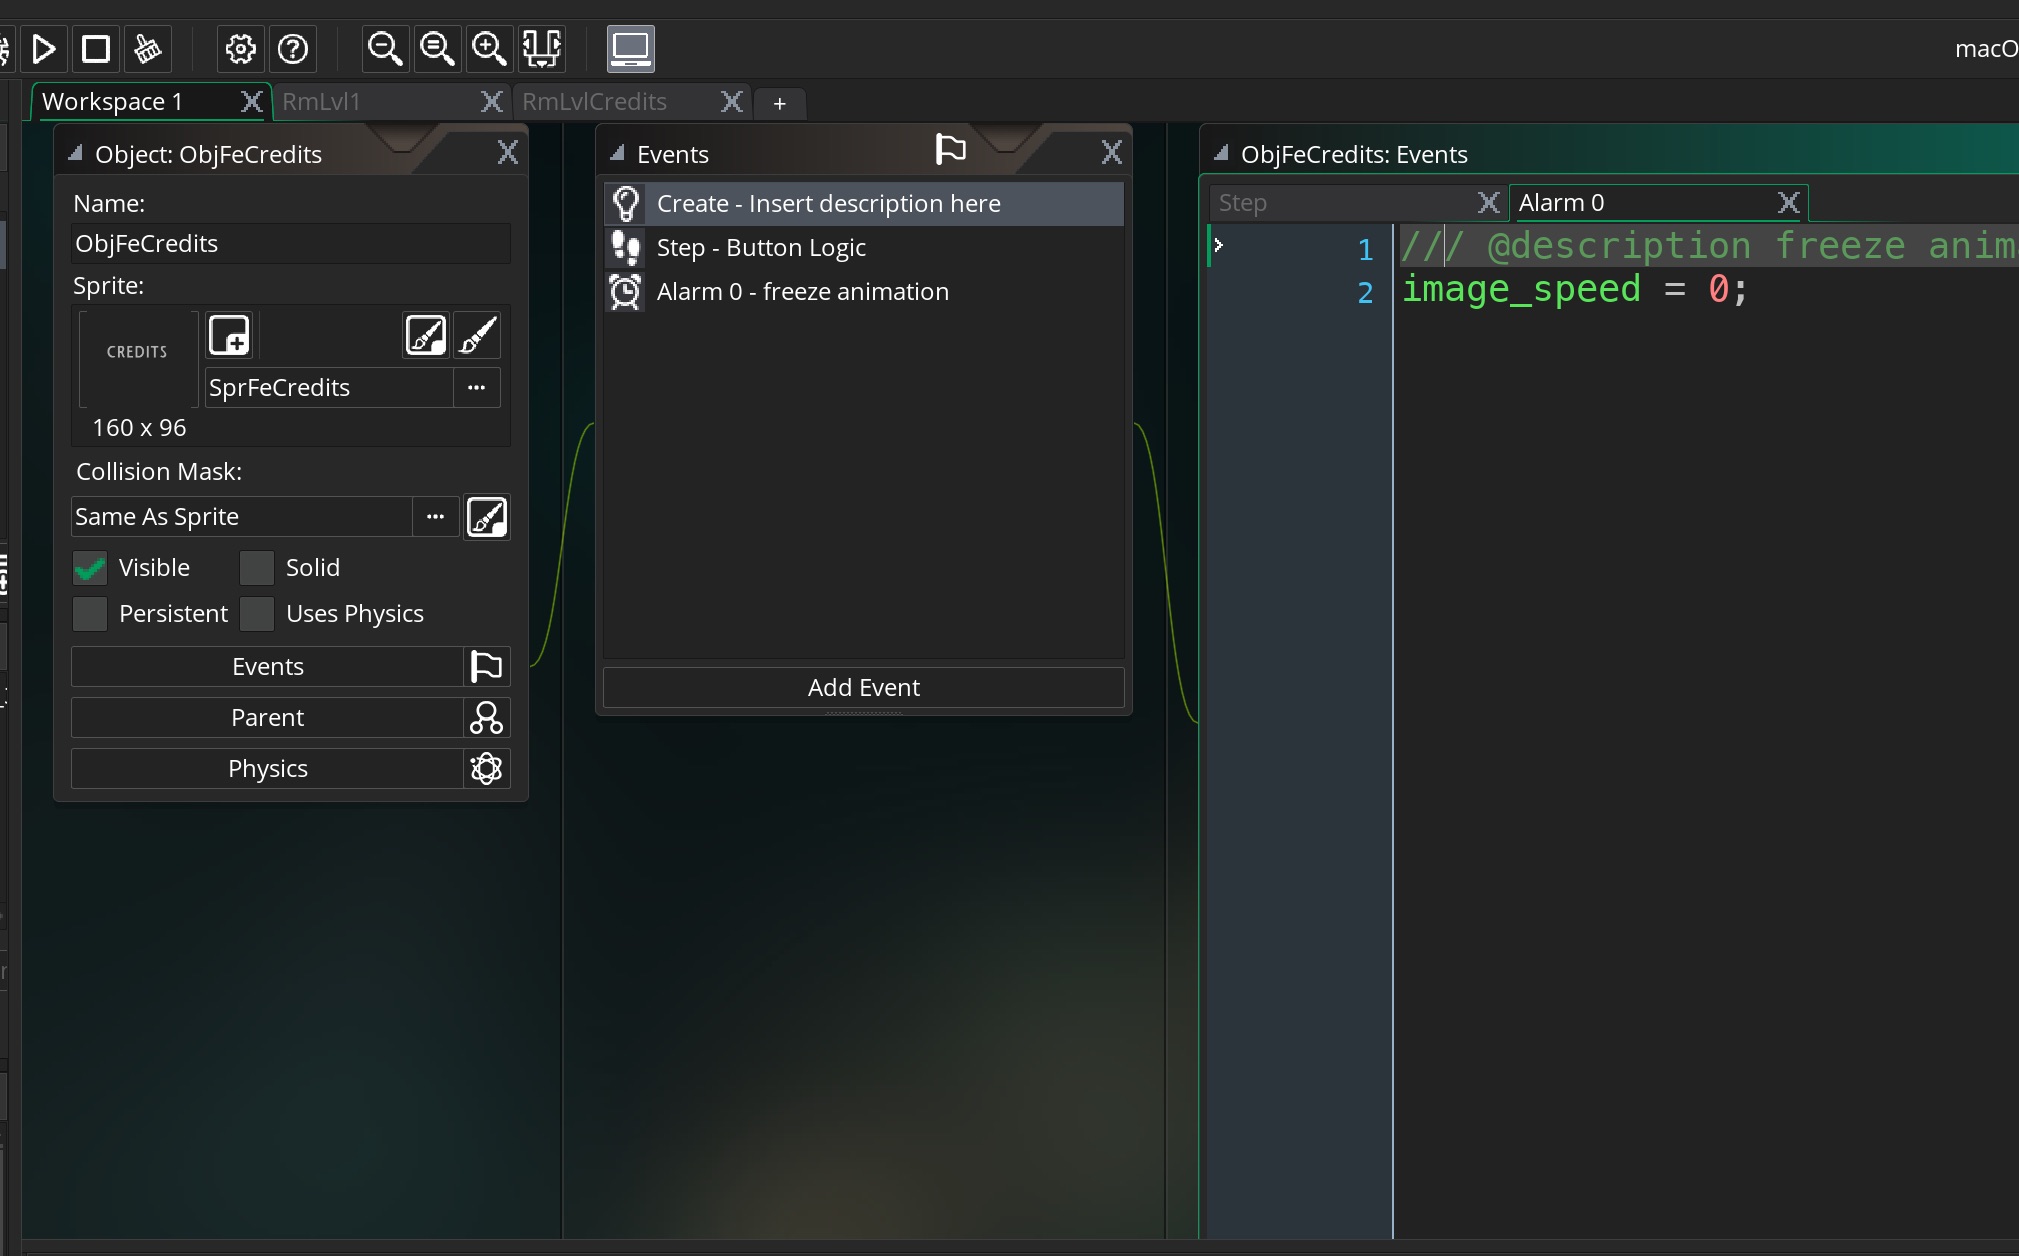 macO
Workspace 1
RmLvl1
RmLvlCredits
+
Object: ObjFeCredits
Name:
ObjFeCredits
Sprite:
CREDITS
SprFeCredits
...
160 x 96
Collision Mask:
Same As Sprite
...
Visible
Solid
Persistent
Uses Physics
Events
Parent
Physics
Events
Create - Insert description here
Step - Button Logic
Alarm 0 - freeze animation
Add Event
ObjFeCredits: Events
Step
Alarm 0
1 /// @description freeze anim
2 image_speed = 0;